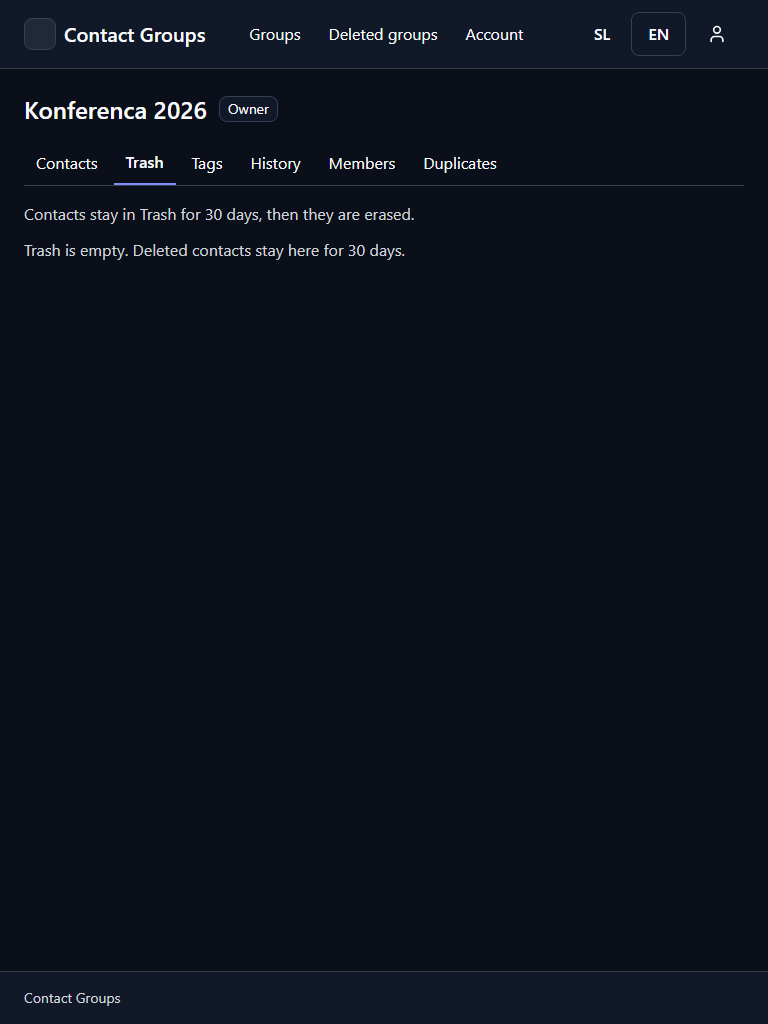 Contact Groups Groups Deleted groups Account SL EN
Konferenca 2026 Owner
Contacts Trash Tags History Members Duplicates
Contacts stay in Trash for 30 days, then they are erased.
Trash is empty. Deleted contacts stay here for 30 days.
Contact Groups